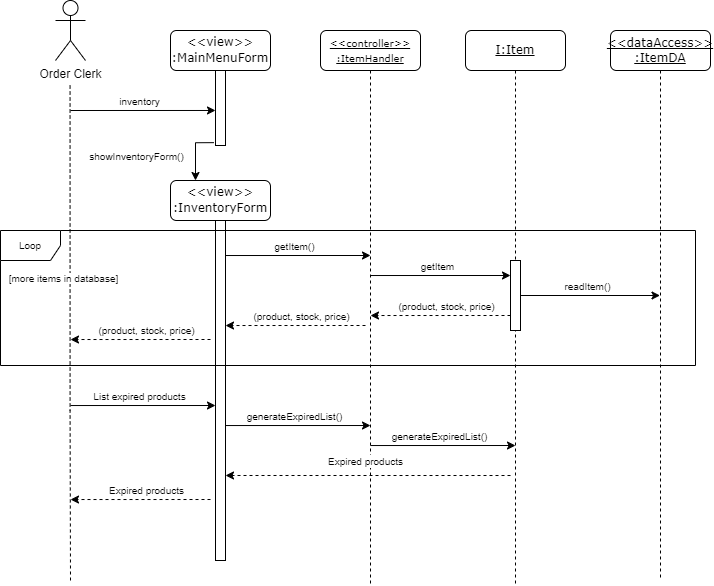 Order Clerk
<<view>>
:MainMenuForm
<<controller>>
:ItemHandler
I:Item
<<dataAccess>>
:ItemDA
inventory
showInventoryForm()
<<view>>
:InventoryForm
Loop
[more items in database]
getItem()
getItem
readItem()
(product, stock, price)
(product, stock, price)
(product, stock, price)
List expired products
generateExpiredList()
generateExpiredList()
Expired products
Expired products